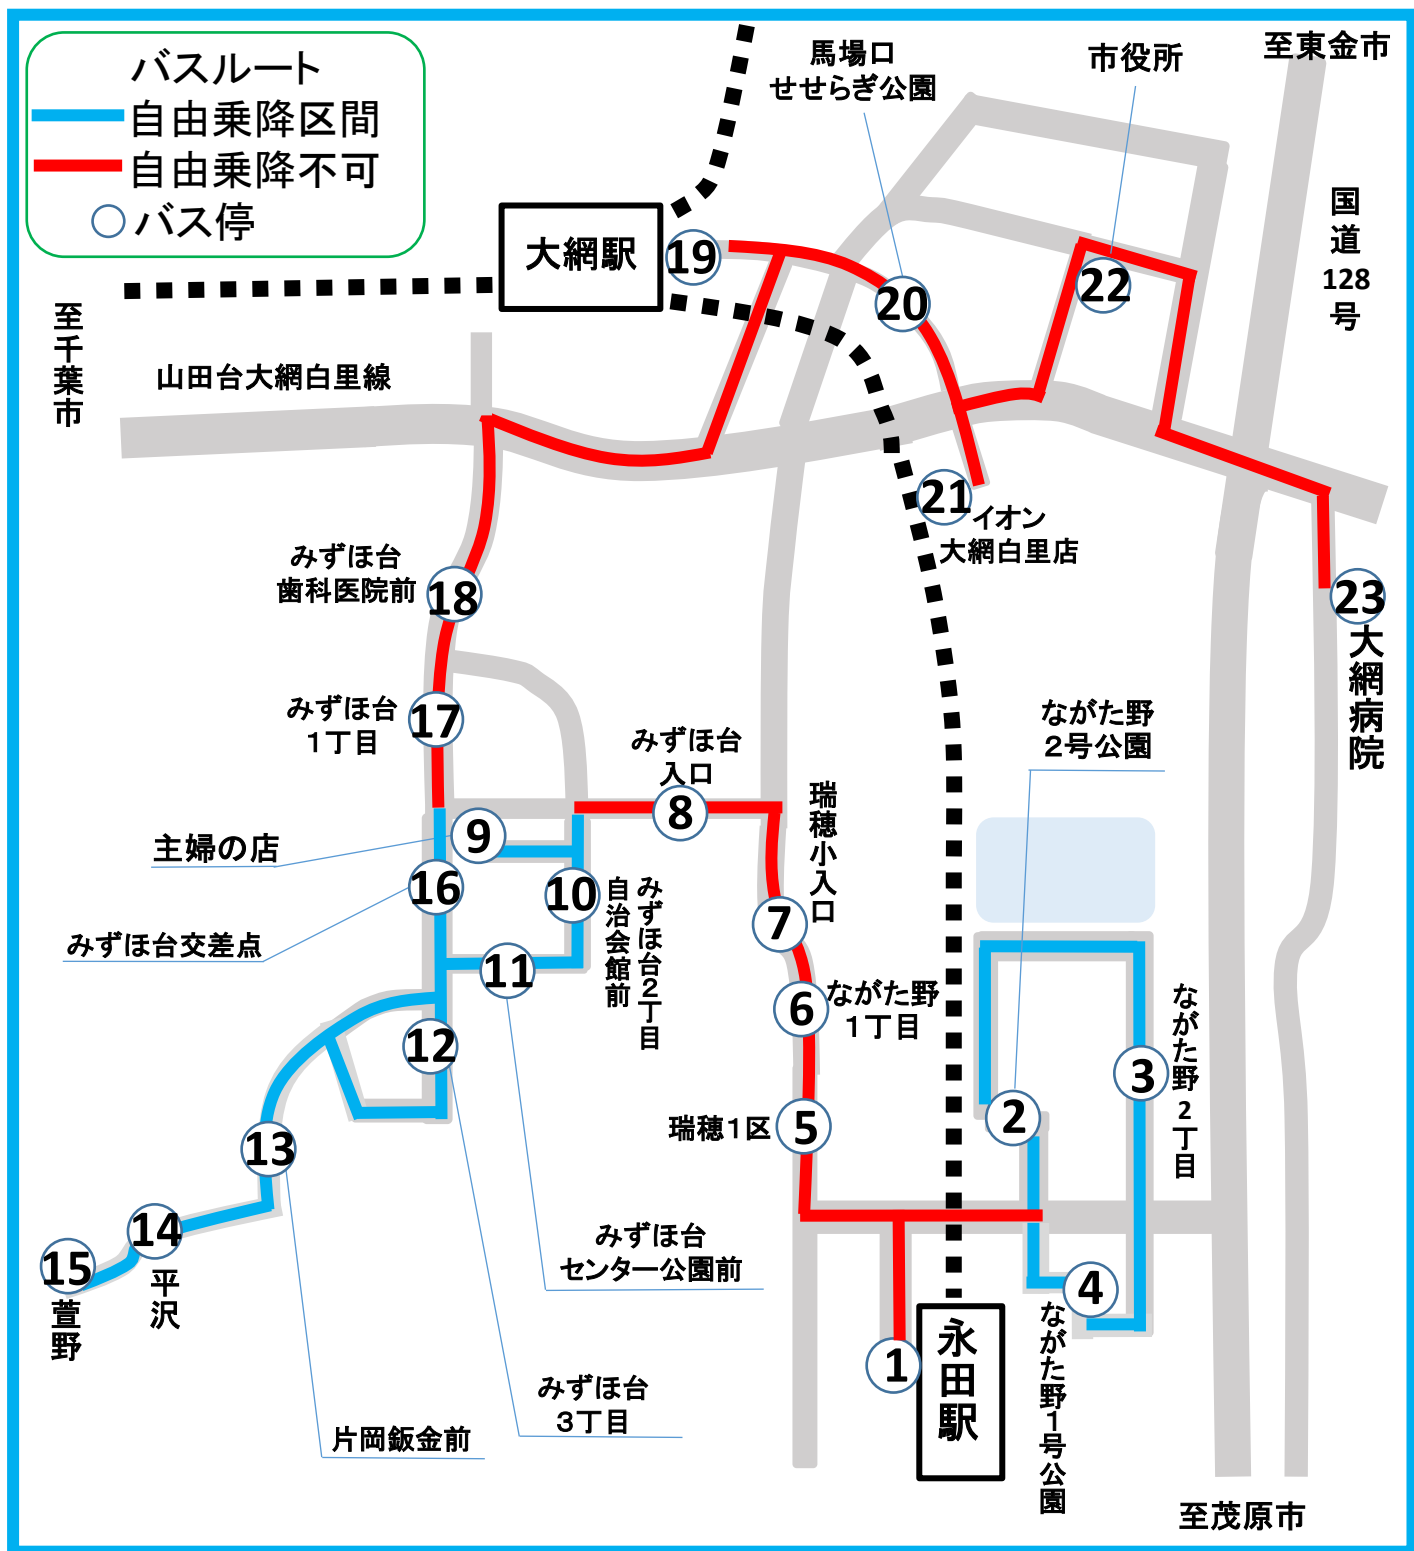 バスルート
自由乗降区間
自由乗降不可
バス停
馬場口
せせらぎ公園
市役所
至東金市
国道128号
大網駅
19
20
22
至千葉市
山田台大網白里線
21
イオン
大網白里店
みずほ台
歯科医院前
18
23
大網病院
みずほ台
1丁目
17
みずほ台
入口
8
ながた野
2号公園
瑞穂小入口
主婦の店
9
16
10
みずほ台2丁目
自治会館前
7
みずほ台交差点
11
6
ながた野
1丁目
12
3
ながた野2丁目
2
瑞穂1区
5
13
14
平沢
15
萱野
みずほ台
センター公園前
4
ながた野1号公園
永田駅
1
みずほ台
3丁目
片岡鈑金前
至茂原市